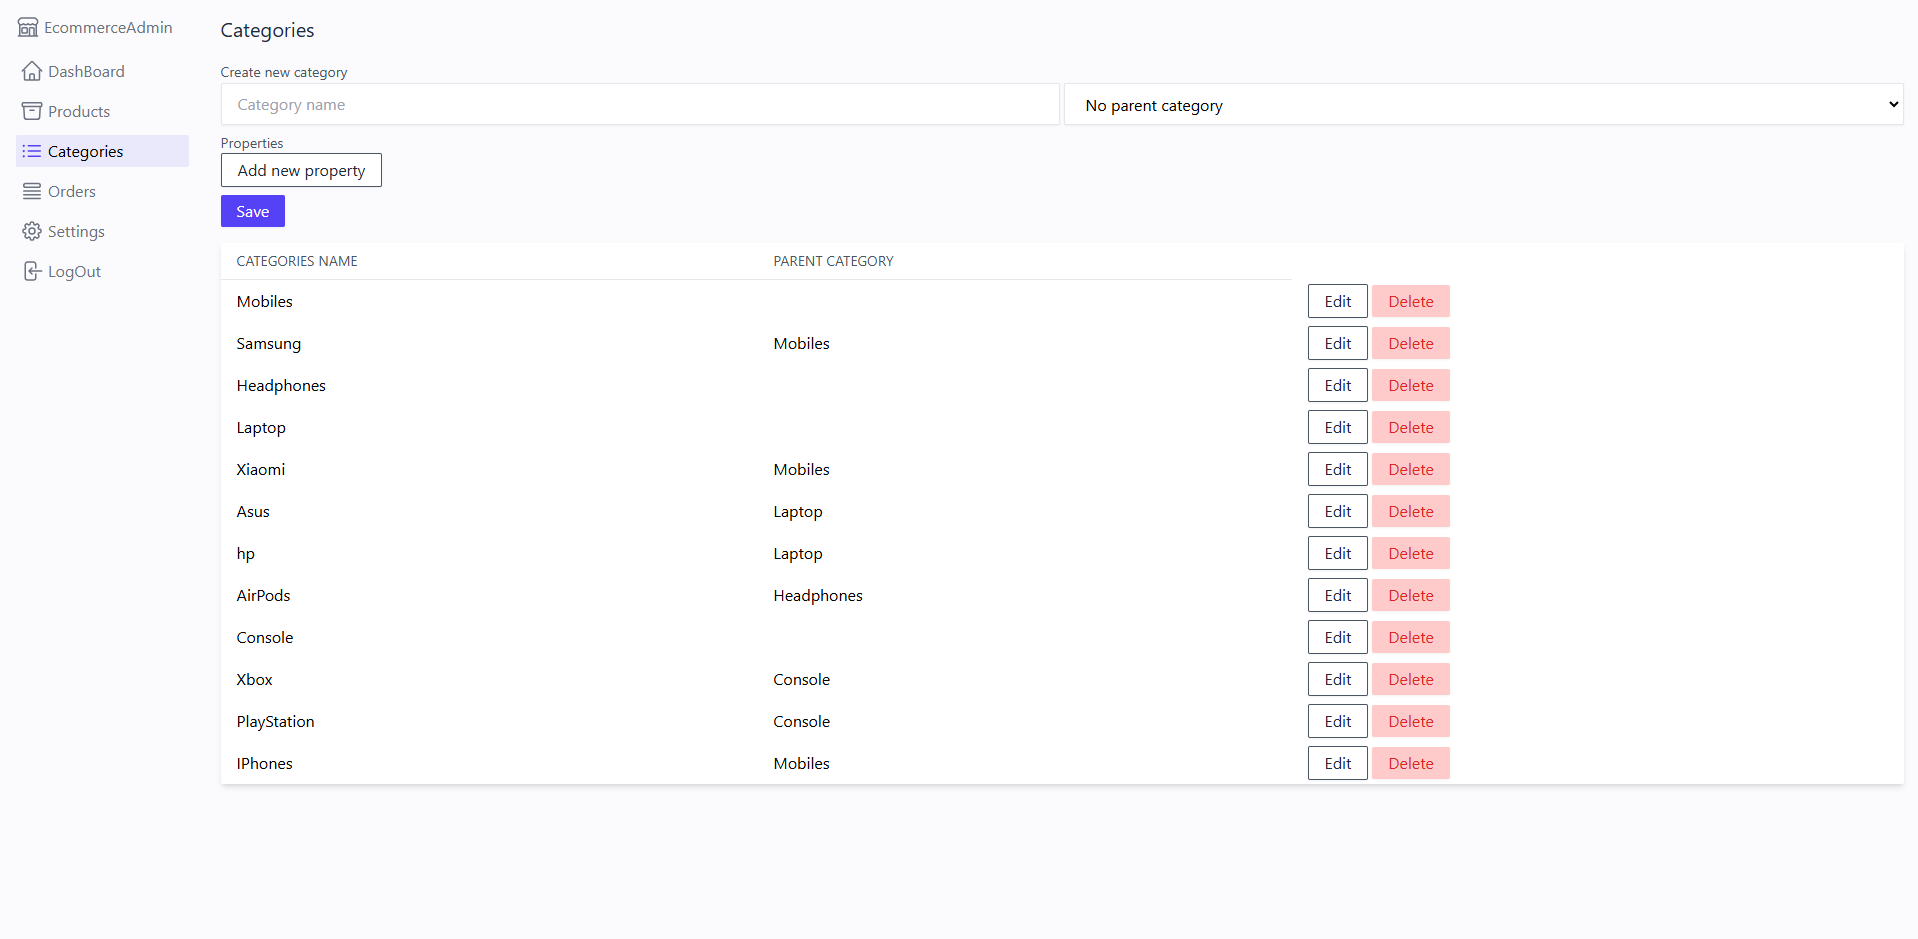 EcommerceAdmin
DashBoard
Products
Categories
Orders
Settings
LogOut
Categories
Create new category
Category name No parent category
Properties
Add new property
Save
CATEGORIES NAME PARENT CATEGORY
Mobiles Edit Delete
Samsung Mobiles Edit Delete
Headphones Edit Delete
Laptop Edit Delete
Xiaomi Mobiles Edit Delete
Asus Laptop Edit Delete
hp Laptop Edit Delete
AirPods Headphones Edit Delete
Console Edit Delete
Xbox Console Edit Delete
PlayStation Console Edit Delete
IPhones Mobiles Edit Delete